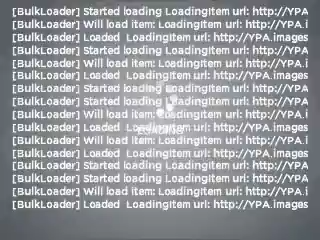 [BulkLoader] Started loading LoadingItem url: http://YPA
[BulkLoader] Will load item: LoadingItem url: http://YPA.i
[BulkLoader] Loaded LoadingItem url: http://YPA.images
[BulkLoader] Started loading LoadingItem url: http://YPA
[BulkLoader] Will load item: LoadingItem url: http://YPA.i
[BulkLoader] Loaded LoadingItem url: http://YPA.images
[BulkLoader] Started loading LoadingItem url: http://YPA
[BulkLoader] Started loading LoadingItem url: http://YPA
[BulkLoader] Will load item: LoadingItem url: http://YPA.i
[BulkLoader] Loaded LoadingItem url: http://YPA.images
[BulkLoader] Will load item: LoadingItem url: http://YPA.i
[BulkLoader] Loaded LoadingItem url: http://YPA.images
[BulkLoader] Started loading LoadingItem url: http://YPA
[BulkLoader] Started loading LoadingItem url: http://YPA
[BulkLoader] Will load item: LoadingItem url: http://YPA.i
[BulkLoader] Loaded LoadingItem url: http://YPA.images